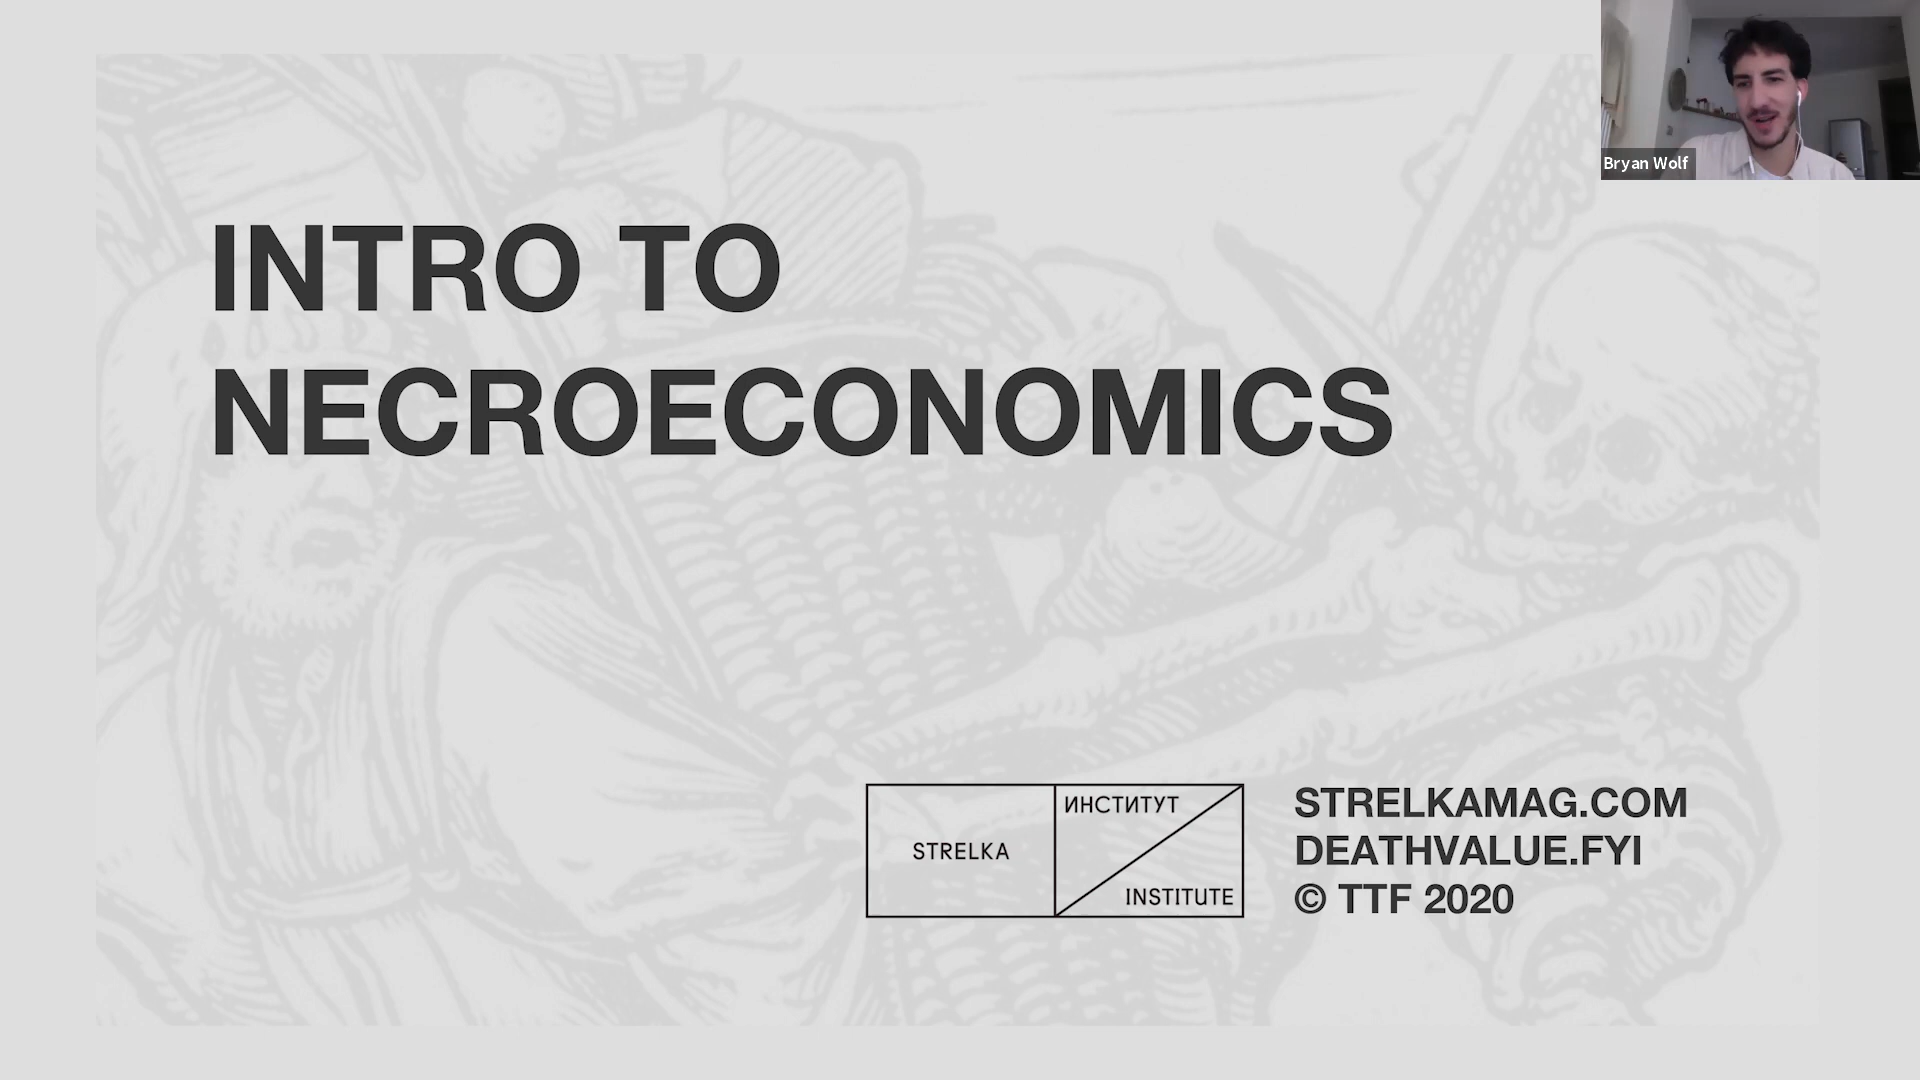 Bryan Wolf
INTRO TO
NECROECONOMICS
STRELKA
ИНСТИТУТ
INSTITUTE
STRELKAMAG.COM
DEATHVALUE.FYI
© TTF 2020